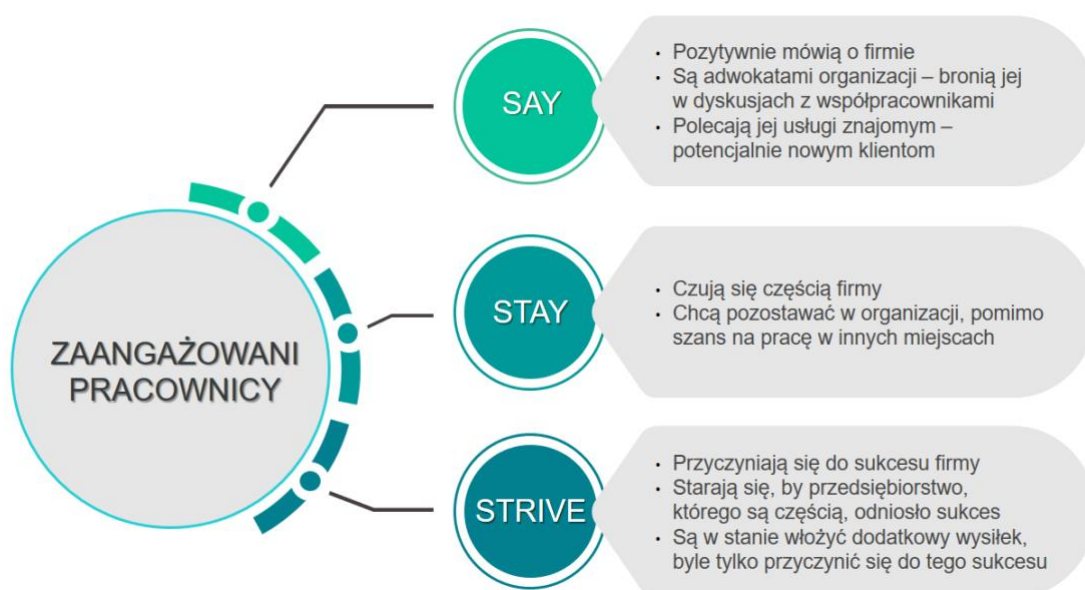 ZAANGAŻOWANI
PRACOWNICY
SAY
• Pozytywnie mówią o firmie
• Są adwokatami organizacji – bronią jej
w dyskusjach z współpracownikami
• Polecają jej usługi znajomym –
potencjalnie nowym klientom
STAY
• Czują się częścią firmy
• Chcą pozostawać w organizacji, pomimo
szans na pracę w innych miejscach
STRIVE
• Przyczyniają się do sukcesu firmy
• Starają się, by przedsiębiorstwo,
którego są częścią, odniosło sukces
• Są w stanie włożyć dodatkowy wysiłek,
byle tylko przyczynić się do tego sukcesu